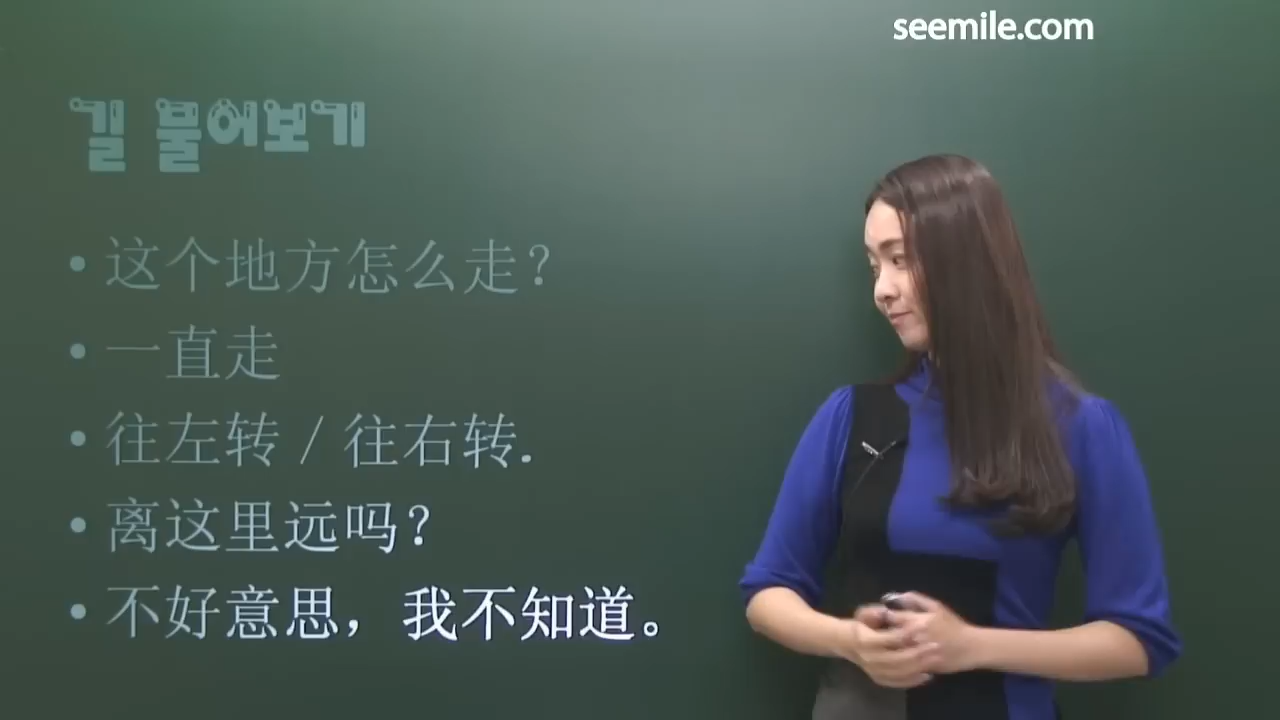 seemile.com
길 물어보기
• 这个地方怎么走？
• 一直走
• 往左转 / 往右转.
• 离这里远吗？
• 不好意思，我不知道。